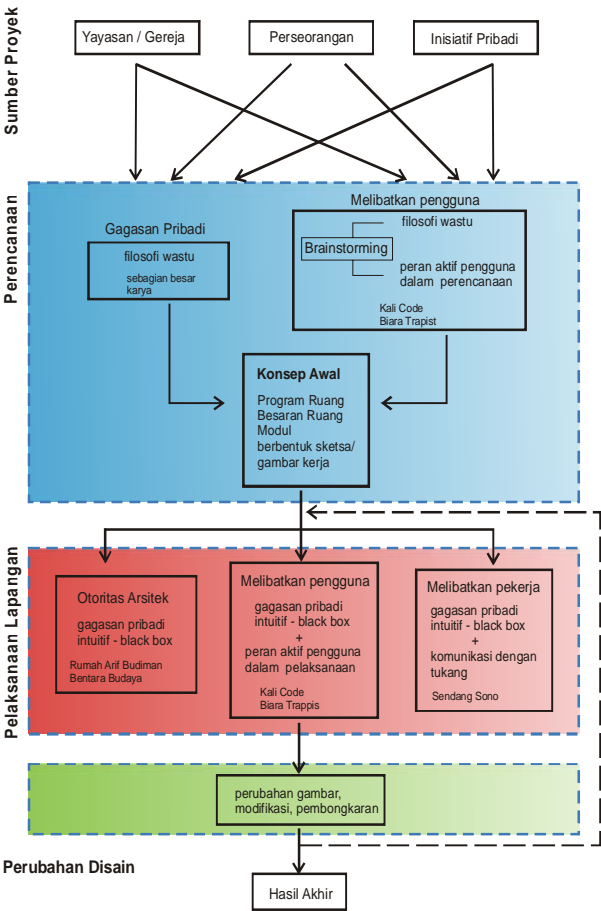 Sumber Proyek
Yayasan / Gereja
Perseorangan
Inisiatif Pribadi
Perencanaan
Gagasan Pribadi
filosofi wastu
sebagian besar
karya
Melibatkan pengguna
filosofi wastu
Brainstorming
peran aktif pengguna
dalam perencanaan
Kali Code
Biara Trapist
Konsep Awal
Program Ruang
Besaran Ruang
Modul
berbentuk sketsa/
gambar kerja
Pelaksanaan Lapangan
Otoritas Arsitek
gagasan pribadi
intuitif - black box
Rumah Arif Budiman
Bentara Budaya
Melibatkan pengguna
gagasan pribadi
intuitif - black box
+
peran aktif pengguna
dalam pelaksanaan
Kali Code
Biara Trappis
Melibatkan pekerja
gagasan pribadi
intuitif - black box
+
komunikasi dengan
tukang
Sendang Sono
perubahan gambar,
modifikasi, pembongkaran
Perubahan Disain
Hasil Akhir